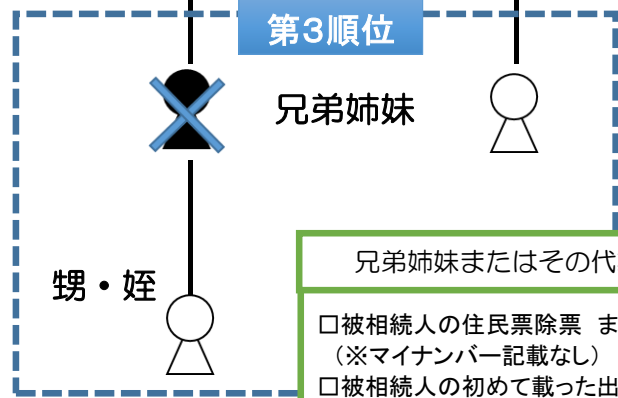 第3順位
兄弟姉妹
甥・姪
兄弟姉妹またはその代
□被相続人の住民票除票 ま
(※マイナンバー記載なし)
□被相続人の初めて載った出